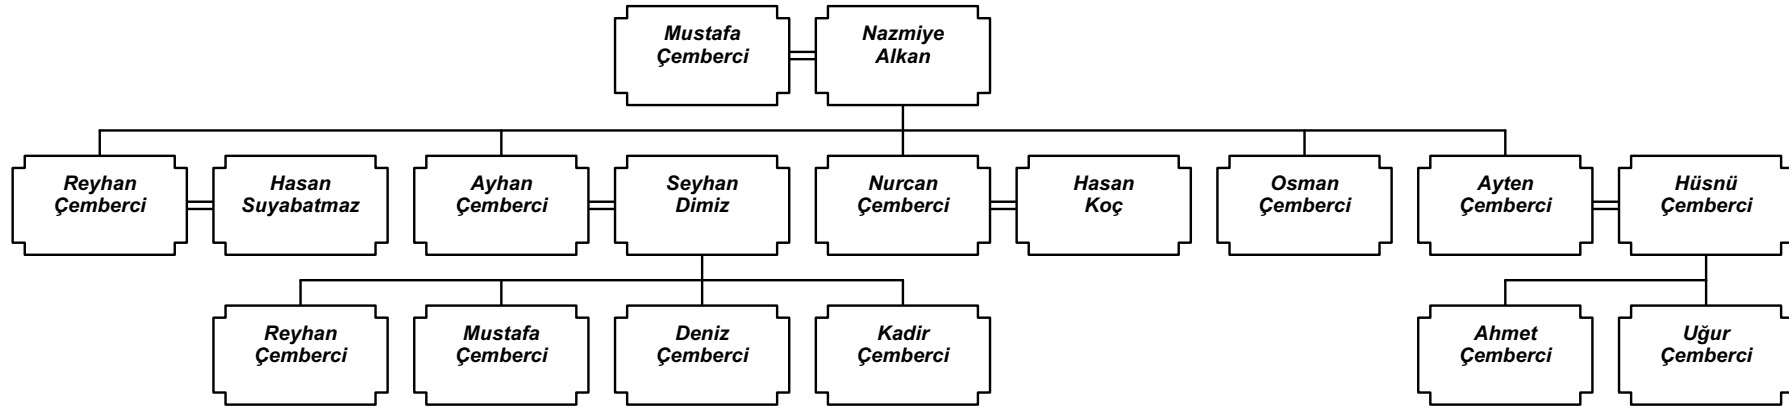 Mustafa
Çemberci
Nazmiye
Alkan
Reyhan
Çemberci
Hasan
Suyabatmaz
Ayhan
Çemberci
Seyhan
Dimiz
Nurcan
Çemberci
Hasan
Koç
Osman
Çemberci
Ayten
Çemberci
Hüsnü
Çemberci
Reyhan
Çemberci
Mustafa
Çemberci
Deniz
Çemberci
Kadir
Çemberci
Ahmet
Çemberci
Uğur
Çemberci